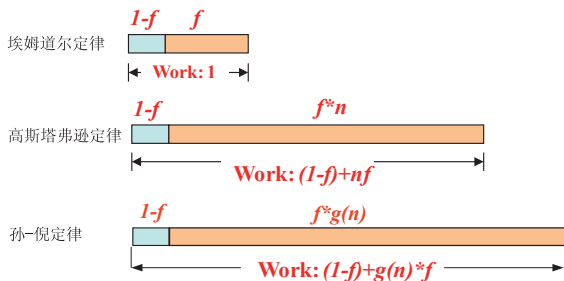 1-f f
埃姆道尔定律
Work: 1
1-f f*n
高斯塔弗逊定律
Work: (1-f)+nf
1-f f*g(n)
孙-倪定律
Work: (1-f)+g(n)*f